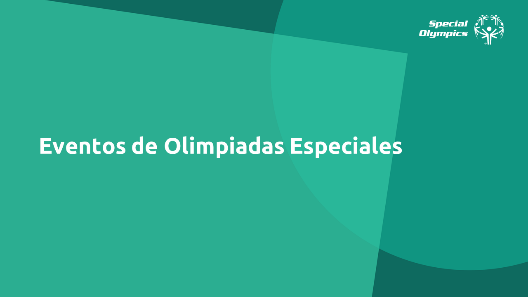 Special
Olympics
Eventos de Olimpiadas Especiales